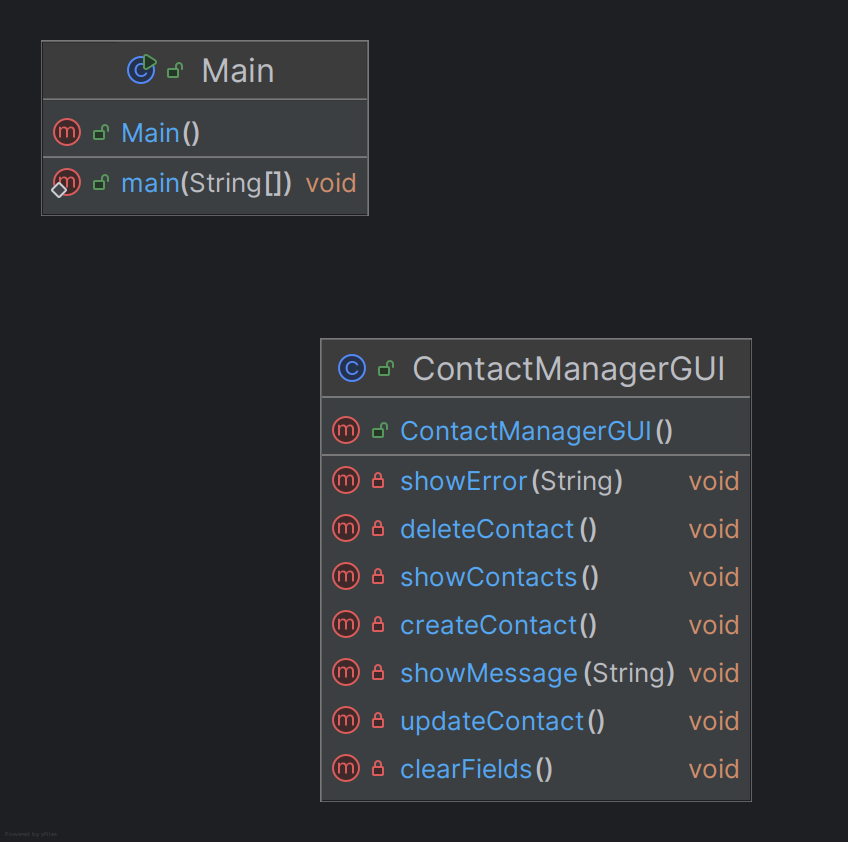 Main
Main()
main(String[]) void
ContactManagerGUI
ContactManagerGUI()
showError(String) void
deleteContact() void
showContacts() void
createContact() void
showMessage(String) void
updateContact() void
clearFields() void
Powered by yFiles